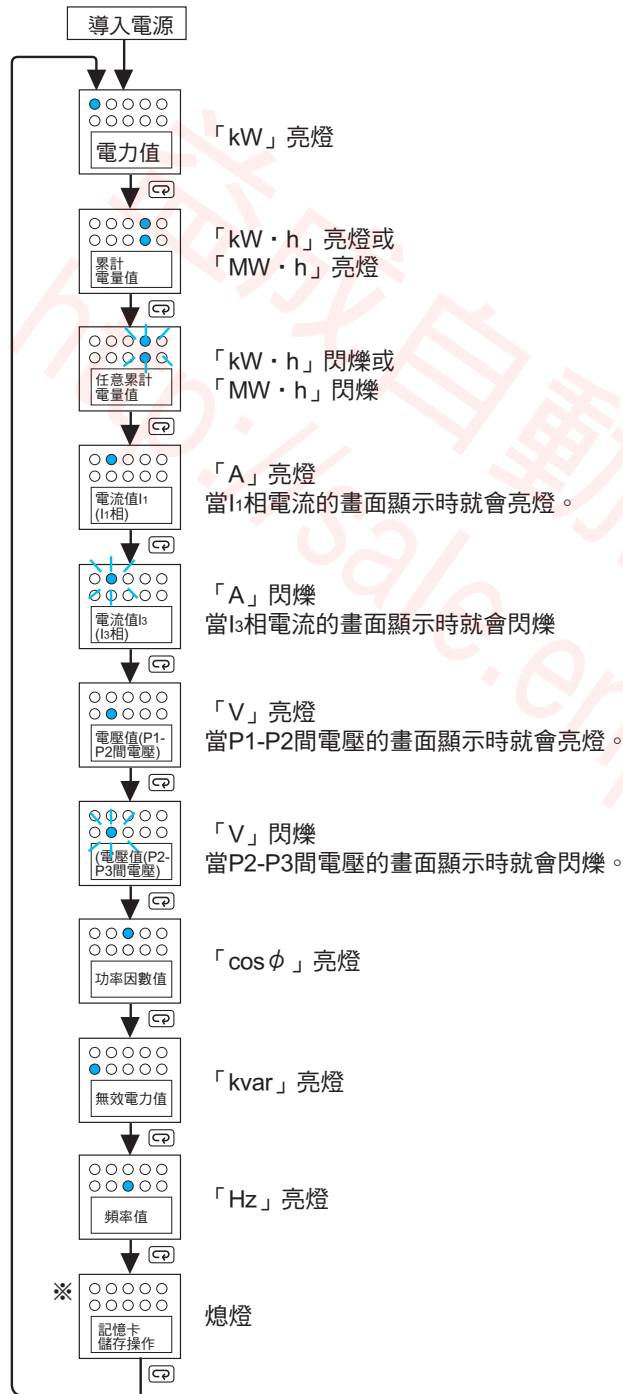 導入電源
電力值
「kW」亮燈
累計
電量值
「kW・h」亮燈或
「MW・h」亮燈
任意累計
電量值
「kW・h」閃爍或
「MW・h」閃爍
電流值I1
(I1相)
「A」亮燈
當I1相電流的畫面顯示時就會亮燈。
電流值I3
(I3相)
「A」閃爍
當I3相電流的畫面顯示時就會閃爍
電壓值(P1-
P2間電壓)
「V」亮燈
當P1-P2間電壓的畫面顯示時就會亮燈。
(電壓值(P2-
P3間電壓)
「V」閃爍
當P2-P3間電壓的畫面顯示時就會閃爍。
功率因數值
「cosϕ」亮燈
無效電力值
「kvar」亮燈
頻率值
「Hz」亮燈
※
記憶卡
儲存操作
熄燈
益成自動
http://sale.en